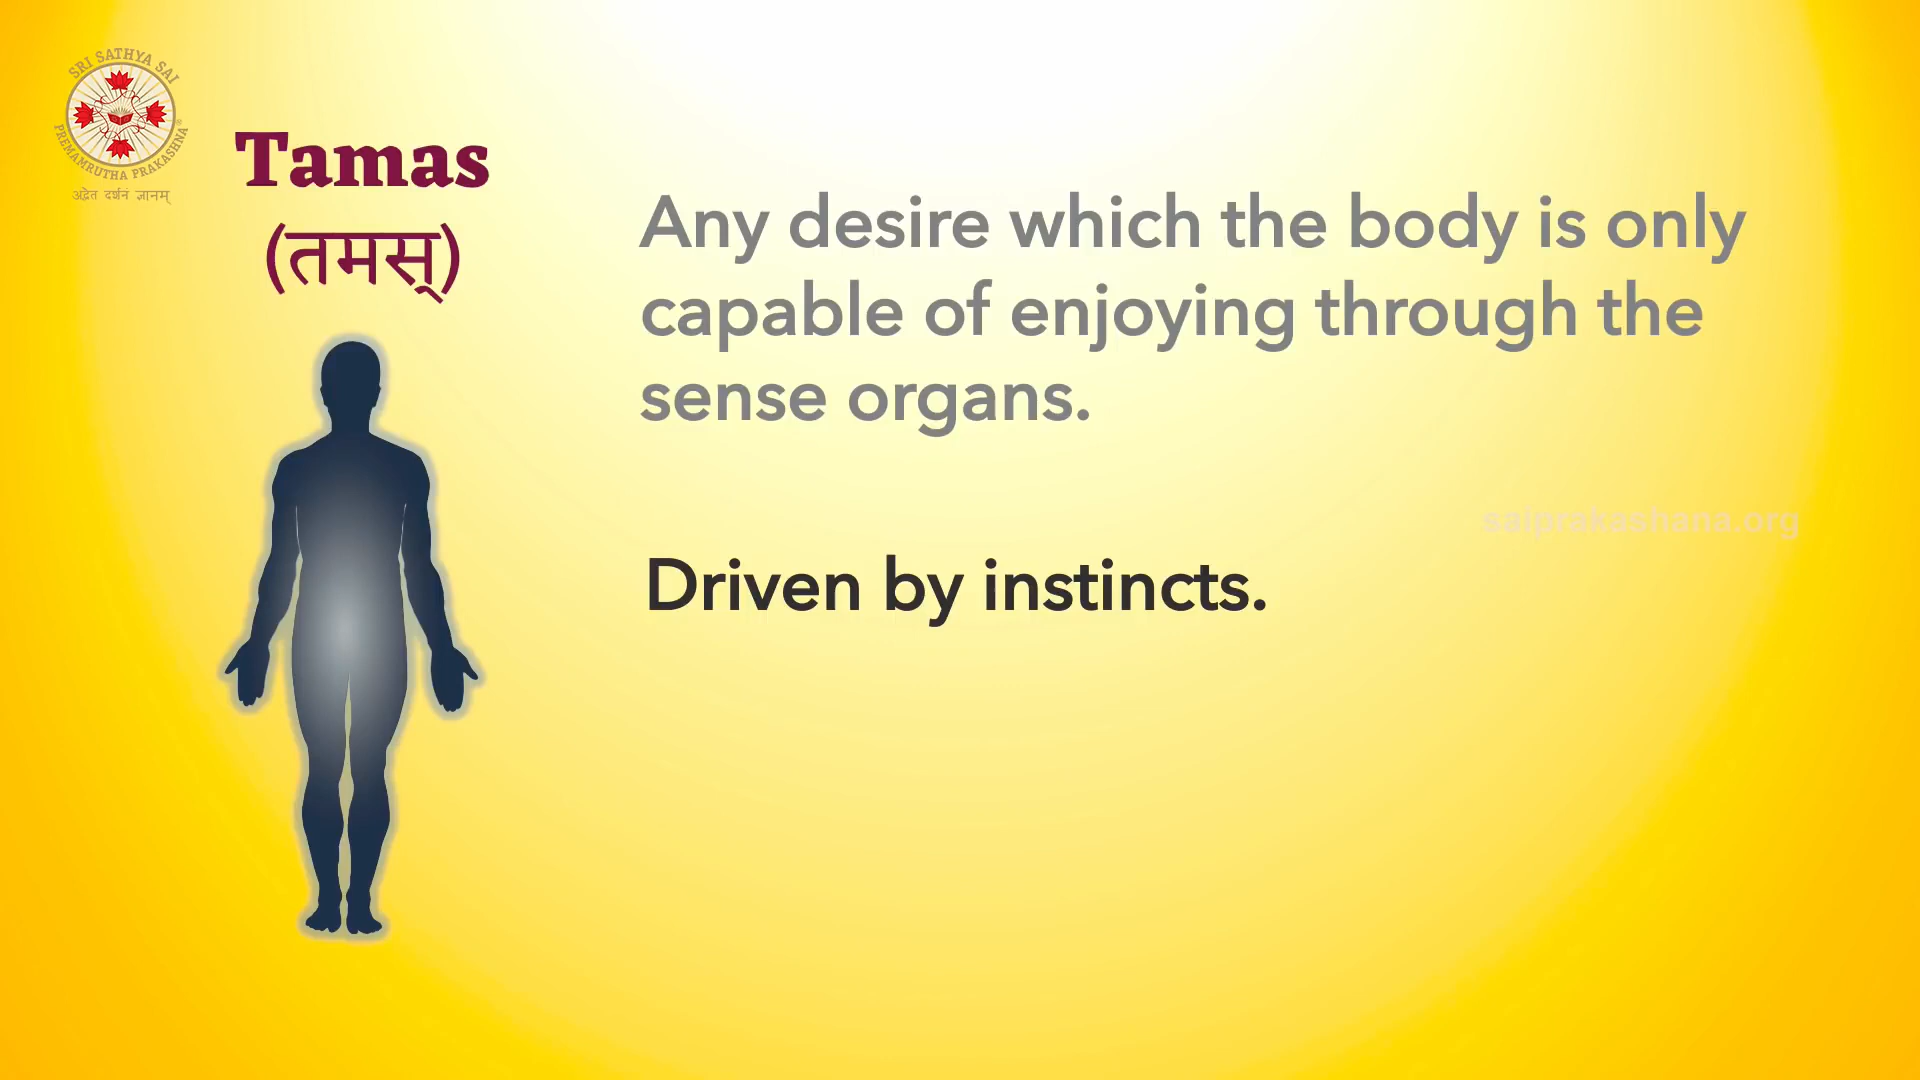 SRI SATHYA SAI
PREMAMRUTHA PRAKASHNA
अद्वैत दर्शनं ज्ञानम्
Tamas
(तमस्)
Any desire which the body is only
capable of enjoying through the
sense organs.
saiprakashana.org
Driven by instincts.